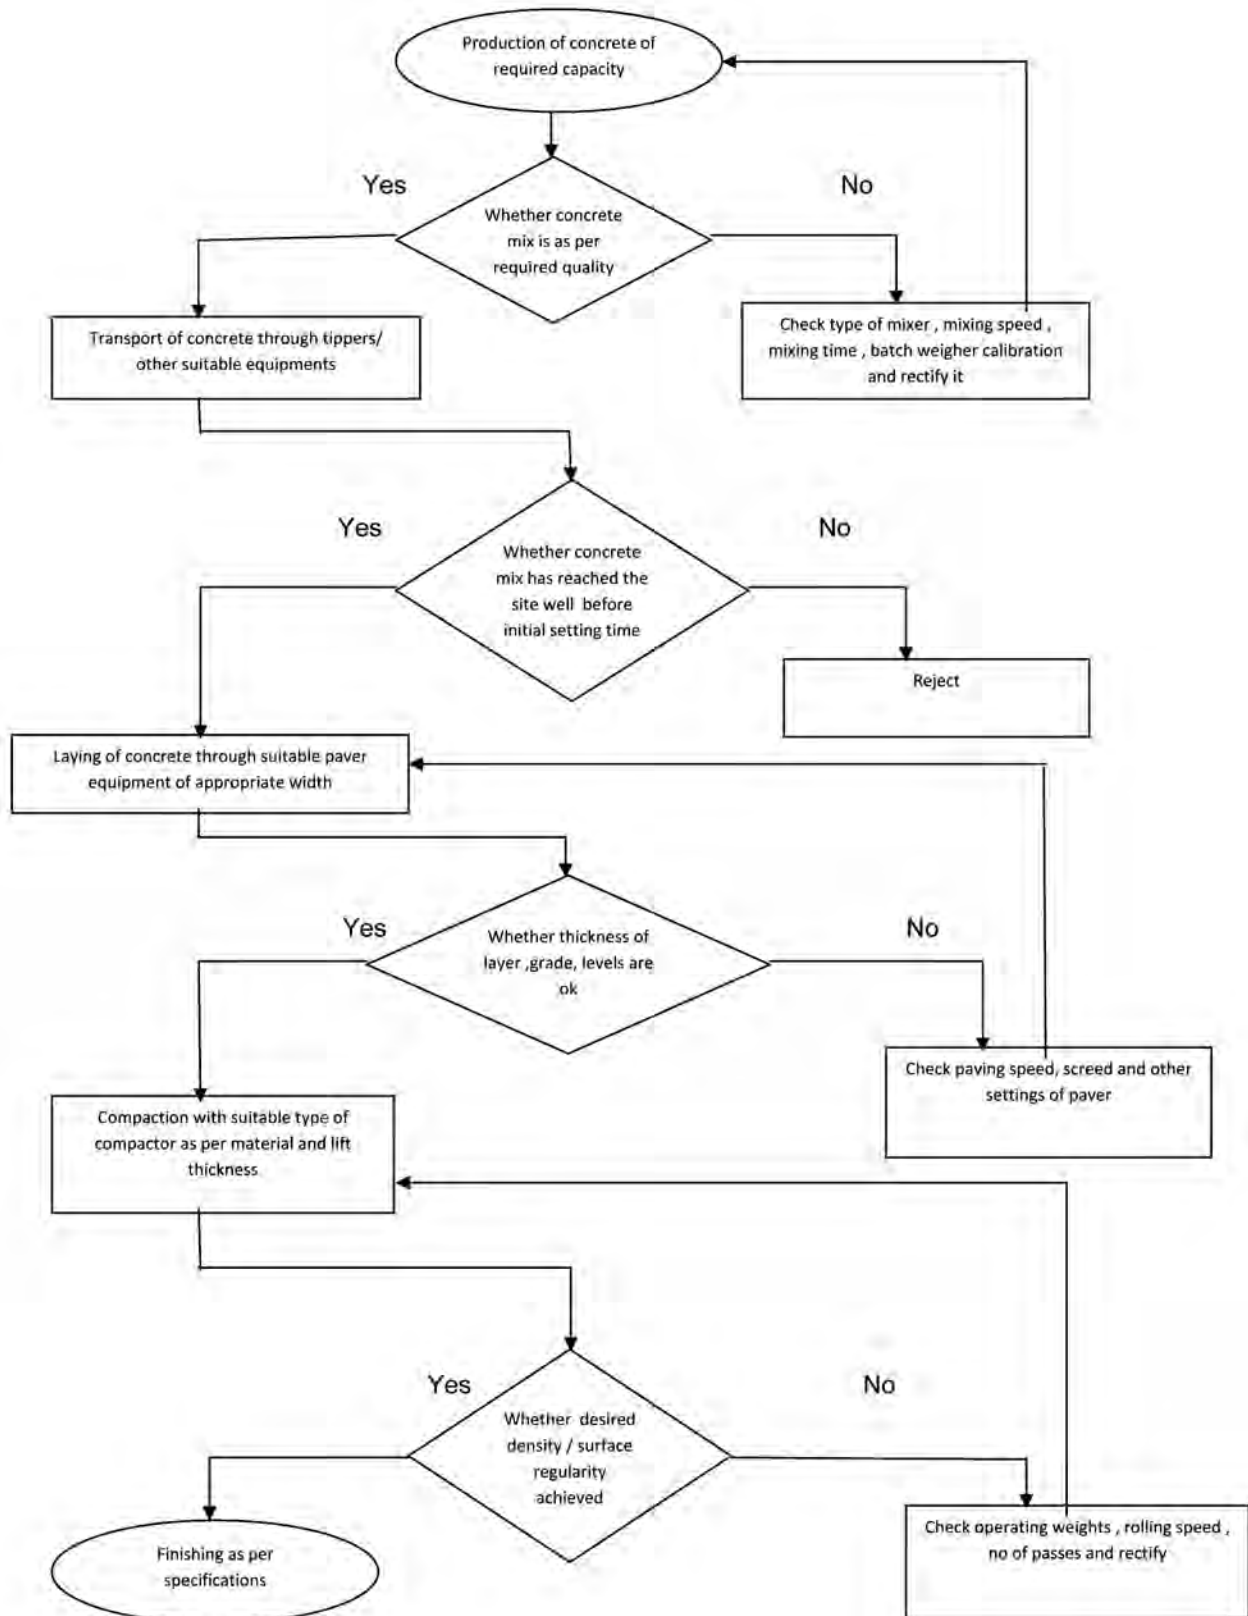 Production of concrete of
required capacity
Yes
No
Whether concrete
mix is as per
required quality
Transport of concrete through tippers/
other suitable equipments
Check type of mixer , mixing speed ,
mixing time , batch weigher calibration
and rectify it
Yes
No
Whether concrete
mix has reached the
site well before
initial setting time
Reject
Laying of concrete through suitable paver
equipment of appropriate width
Yes
No
Whether thickness of
layer ,grade, levels are
ok
Check paving speed, screed and other
settings of paver
Compaction with suitable type of
compactor as per material and lift
thickness
Yes
No
Whether desired
density / surface
regularity
achieved
Finishing as per
specifications
Check operating weights , rolling speed ,
no of passes and rectify